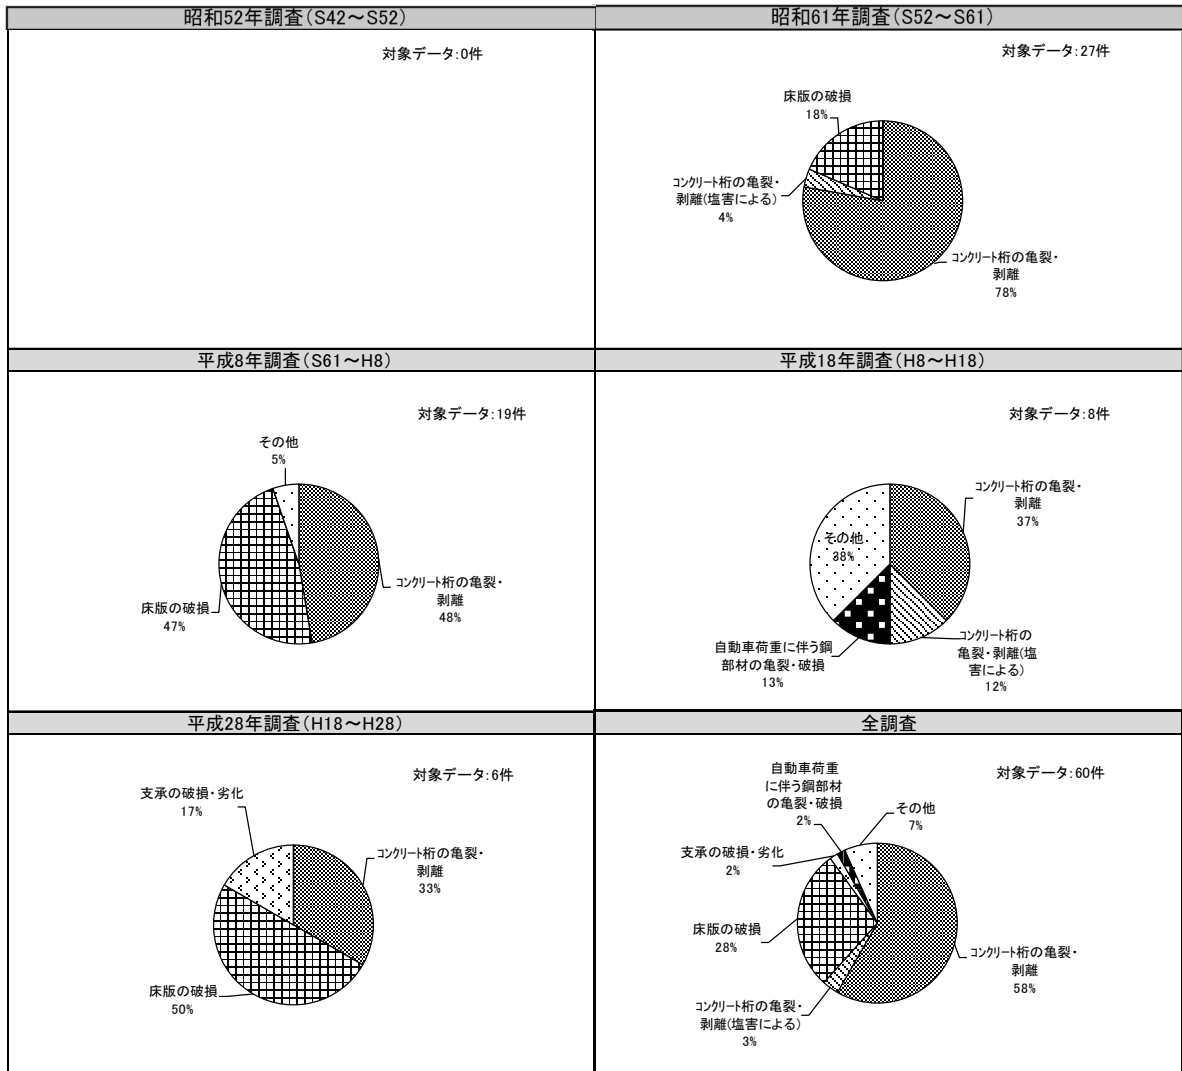 昭和52年調査(S42～S52)
対象データ:0件
昭和61年調査(S52～S61)
対象データ:27件
床版の破損
18%
コンクリート桁の亀裂・
剥離(塩害による)
4%
コンクリート桁の亀裂・
剥離
78%
平成8年調査(S61～H8)
対象データ:19件
その他
5%
コンクリート桁の亀裂・
剥離
48%
床版の破損
47%
平成18年調査(H8～H18)
対象データ:8件
コンクリート桁の亀裂・
剥離
37%
その他
38%
コンクリート桁の
亀裂・剥離(塩
害による)
12%
自動車荷重に伴う鋼
部材の亀裂・破損
13%
平成28年調査(H18～H28)
対象データ:6件
支承の破損・劣化
17%
コンクリート桁の亀裂・
剥離
33%
床版の破損
50%
全調査
対象データ:60件
自動車荷重
に伴う鋼部材
の亀裂・破損
2%
その他
7%
支承の破損・劣化
2%
床版の破損
28%
コンクリート桁の亀裂・
剥離
58%
コンクリート桁の亀裂・
剥離(塩害による)
3%